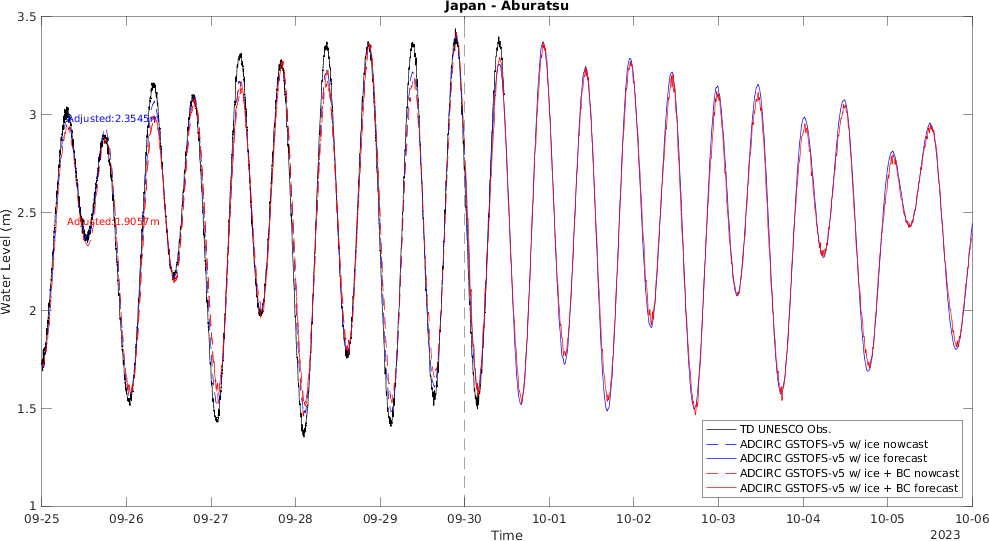 Japan - Aburatsu
3.5
3
2.5
2
1.5
1
Water Level (m)
Adjusted:2.3545m
Adjusted:1.9057m
TD UNESCO Obs.
ADCIRC GSTOFS-v5 w/ ice nowcast
ADCIRC GSTOFS-v5 w/ ice forecast
ADCIRC GSTOFS-v5 w/ ice + BC nowcast
ADCIRC GSTOFS-v5 w/ ice + BC forecast
09-25 09-26 09-27 09-28 09-29 09-30 10-01 10-02 10-03 10-04 10-05 10-06
Time
2023